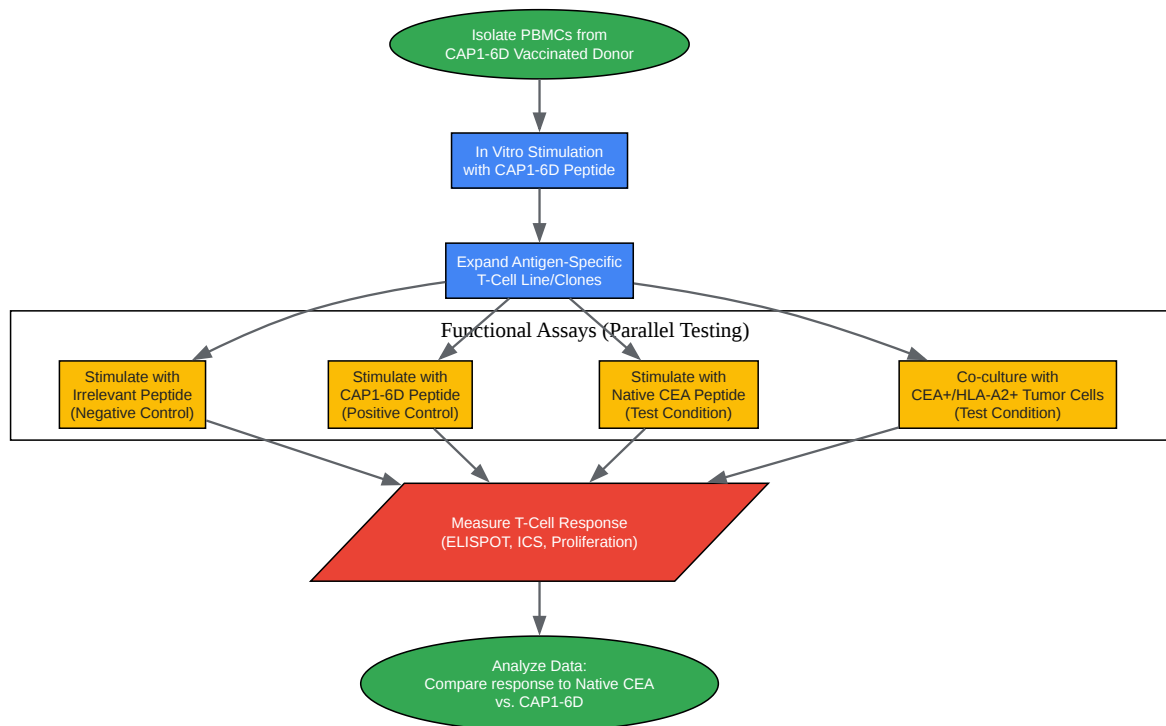 Isolate PBMCs from
CAP1-6D Vaccinated Donor
In Vitro Stimulation
with CAP1-6D Peptide
Expand Antigen-Specific
T-Cell Line/Clones
Functional Assays (Parallel Testing)
Stimulate with
Irrelevant Peptide
(Negative Control)
Stimulate with
CAP1-6D Peptide
(Positive Control)
Stimulate with
Native CEA Peptide
(Test Condition)
Co-culture with
CEA+/HLA-A2+ Tumor Cells
(Test Condition)
Measure T-Cell Response
(ELISPOT, ICS, Proliferation)
Analyze Data:
Compare response to Native CEA
vs. CAP1-6D